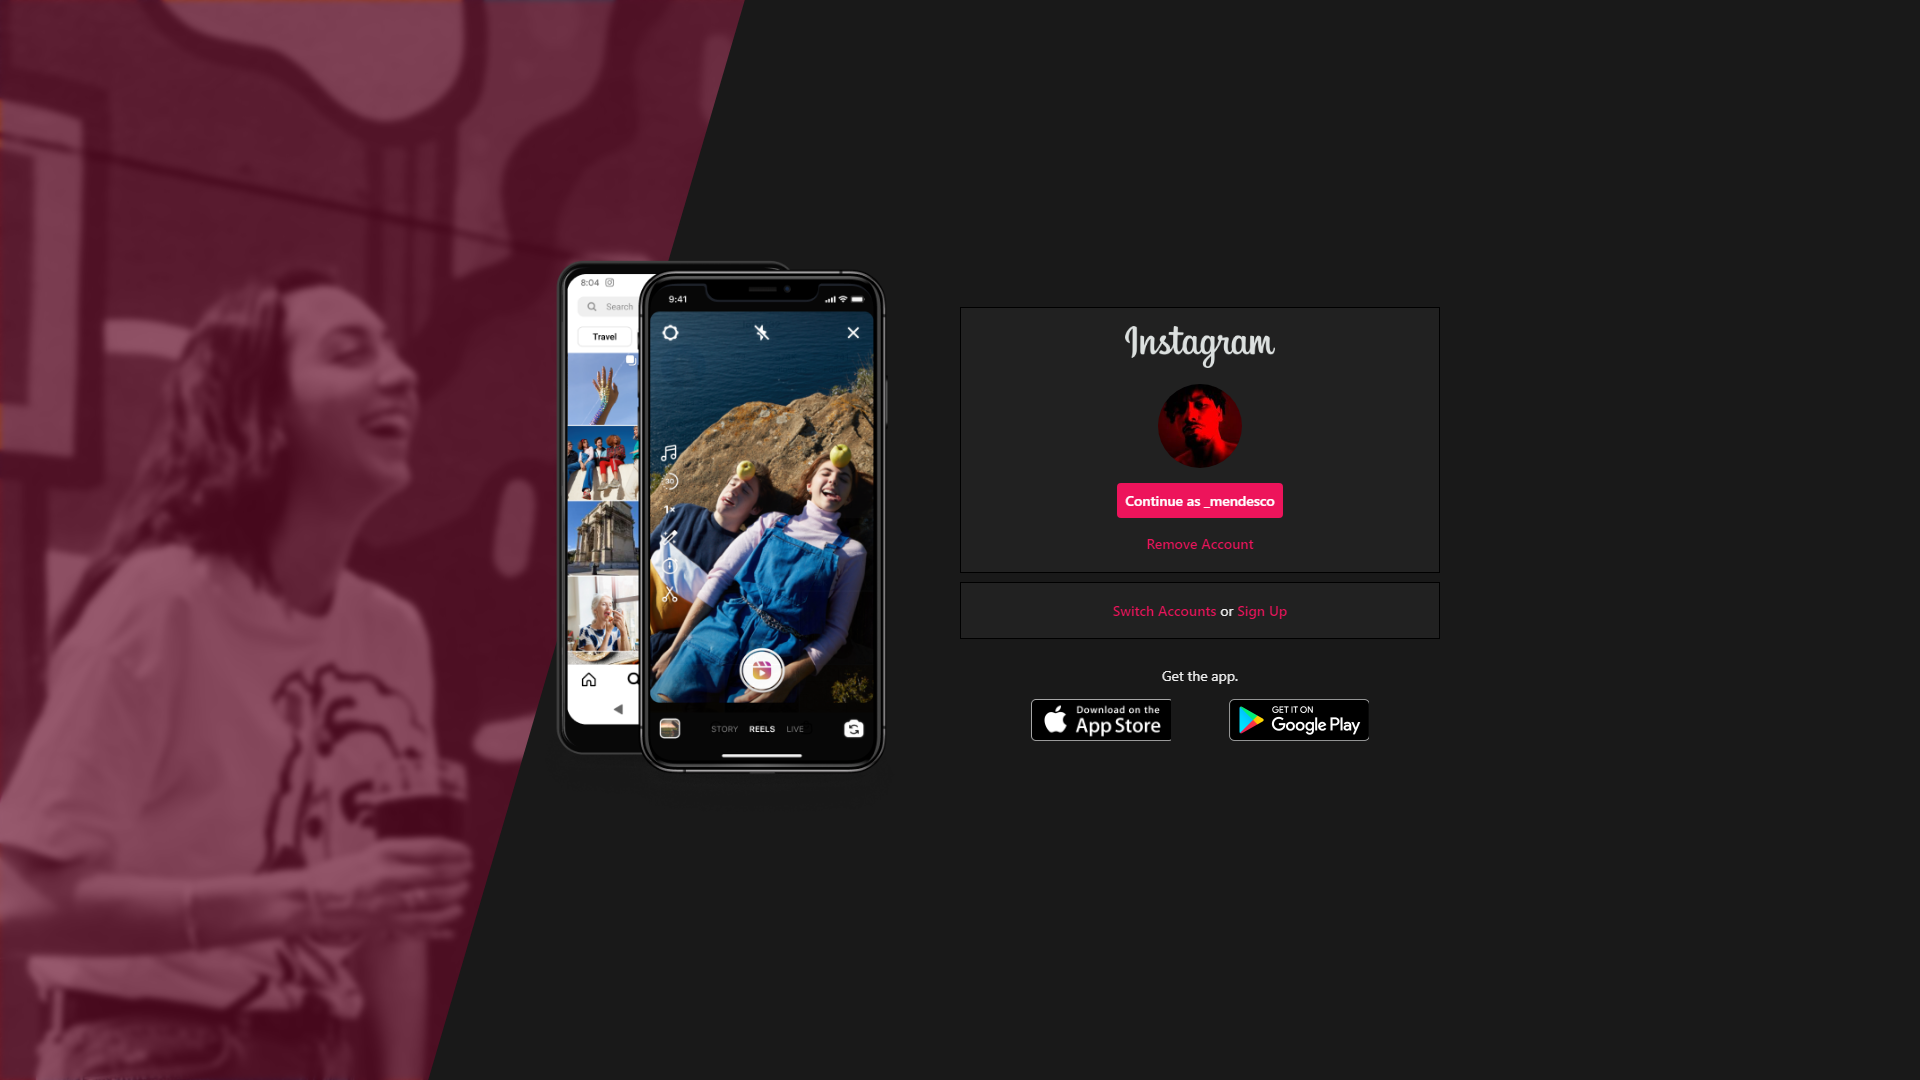 8:04
Search
Travel
9:41
30
1x
STORY REELS LIVE
Instagram
Continue as _mendesco
Remove Account
Switch Accounts or Sign Up
Get the app.
Download on the
App Store
GET IT ON
Google Play